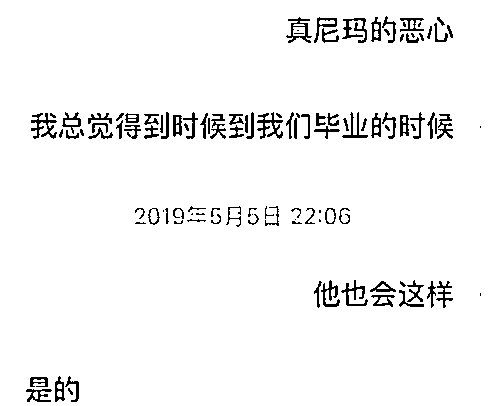 真尼玛的恶心
我总觉得到时候到我们毕业的时候
2019年5月5日 22:06
他也会这样
是的